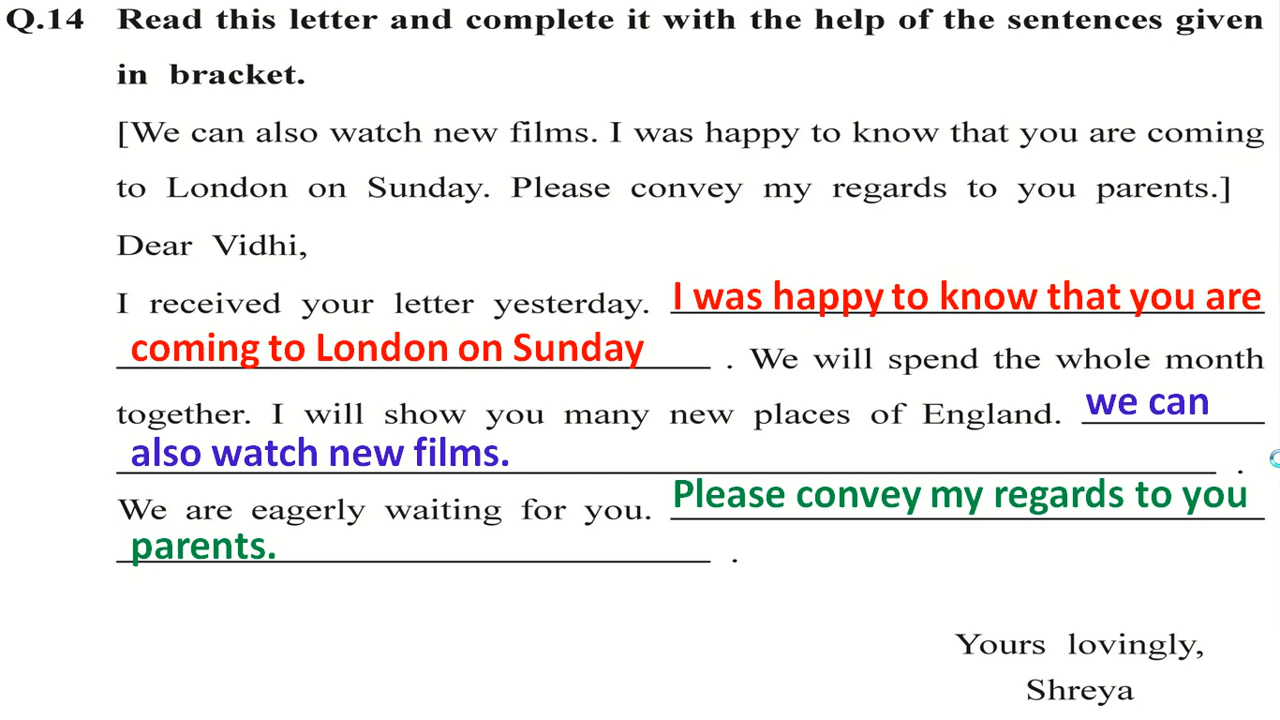 Q.14 Read this letter and complete it with the help of the sentences given
in bracket.
[We can also watch new films. I was happy to know that you are coming
to London on Sunday. Please convey my regards to you parents.]
Dear Vidhi,
I received your letter yesterday. I was happy to know that you are
coming to London on Sunday . We will spend the whole month
together. I will show you many new places of England. we can
also watch new films. .
We are eagerly waiting for you. Please convey my regards to you
parents. .
Yours lovingly,
Shreya